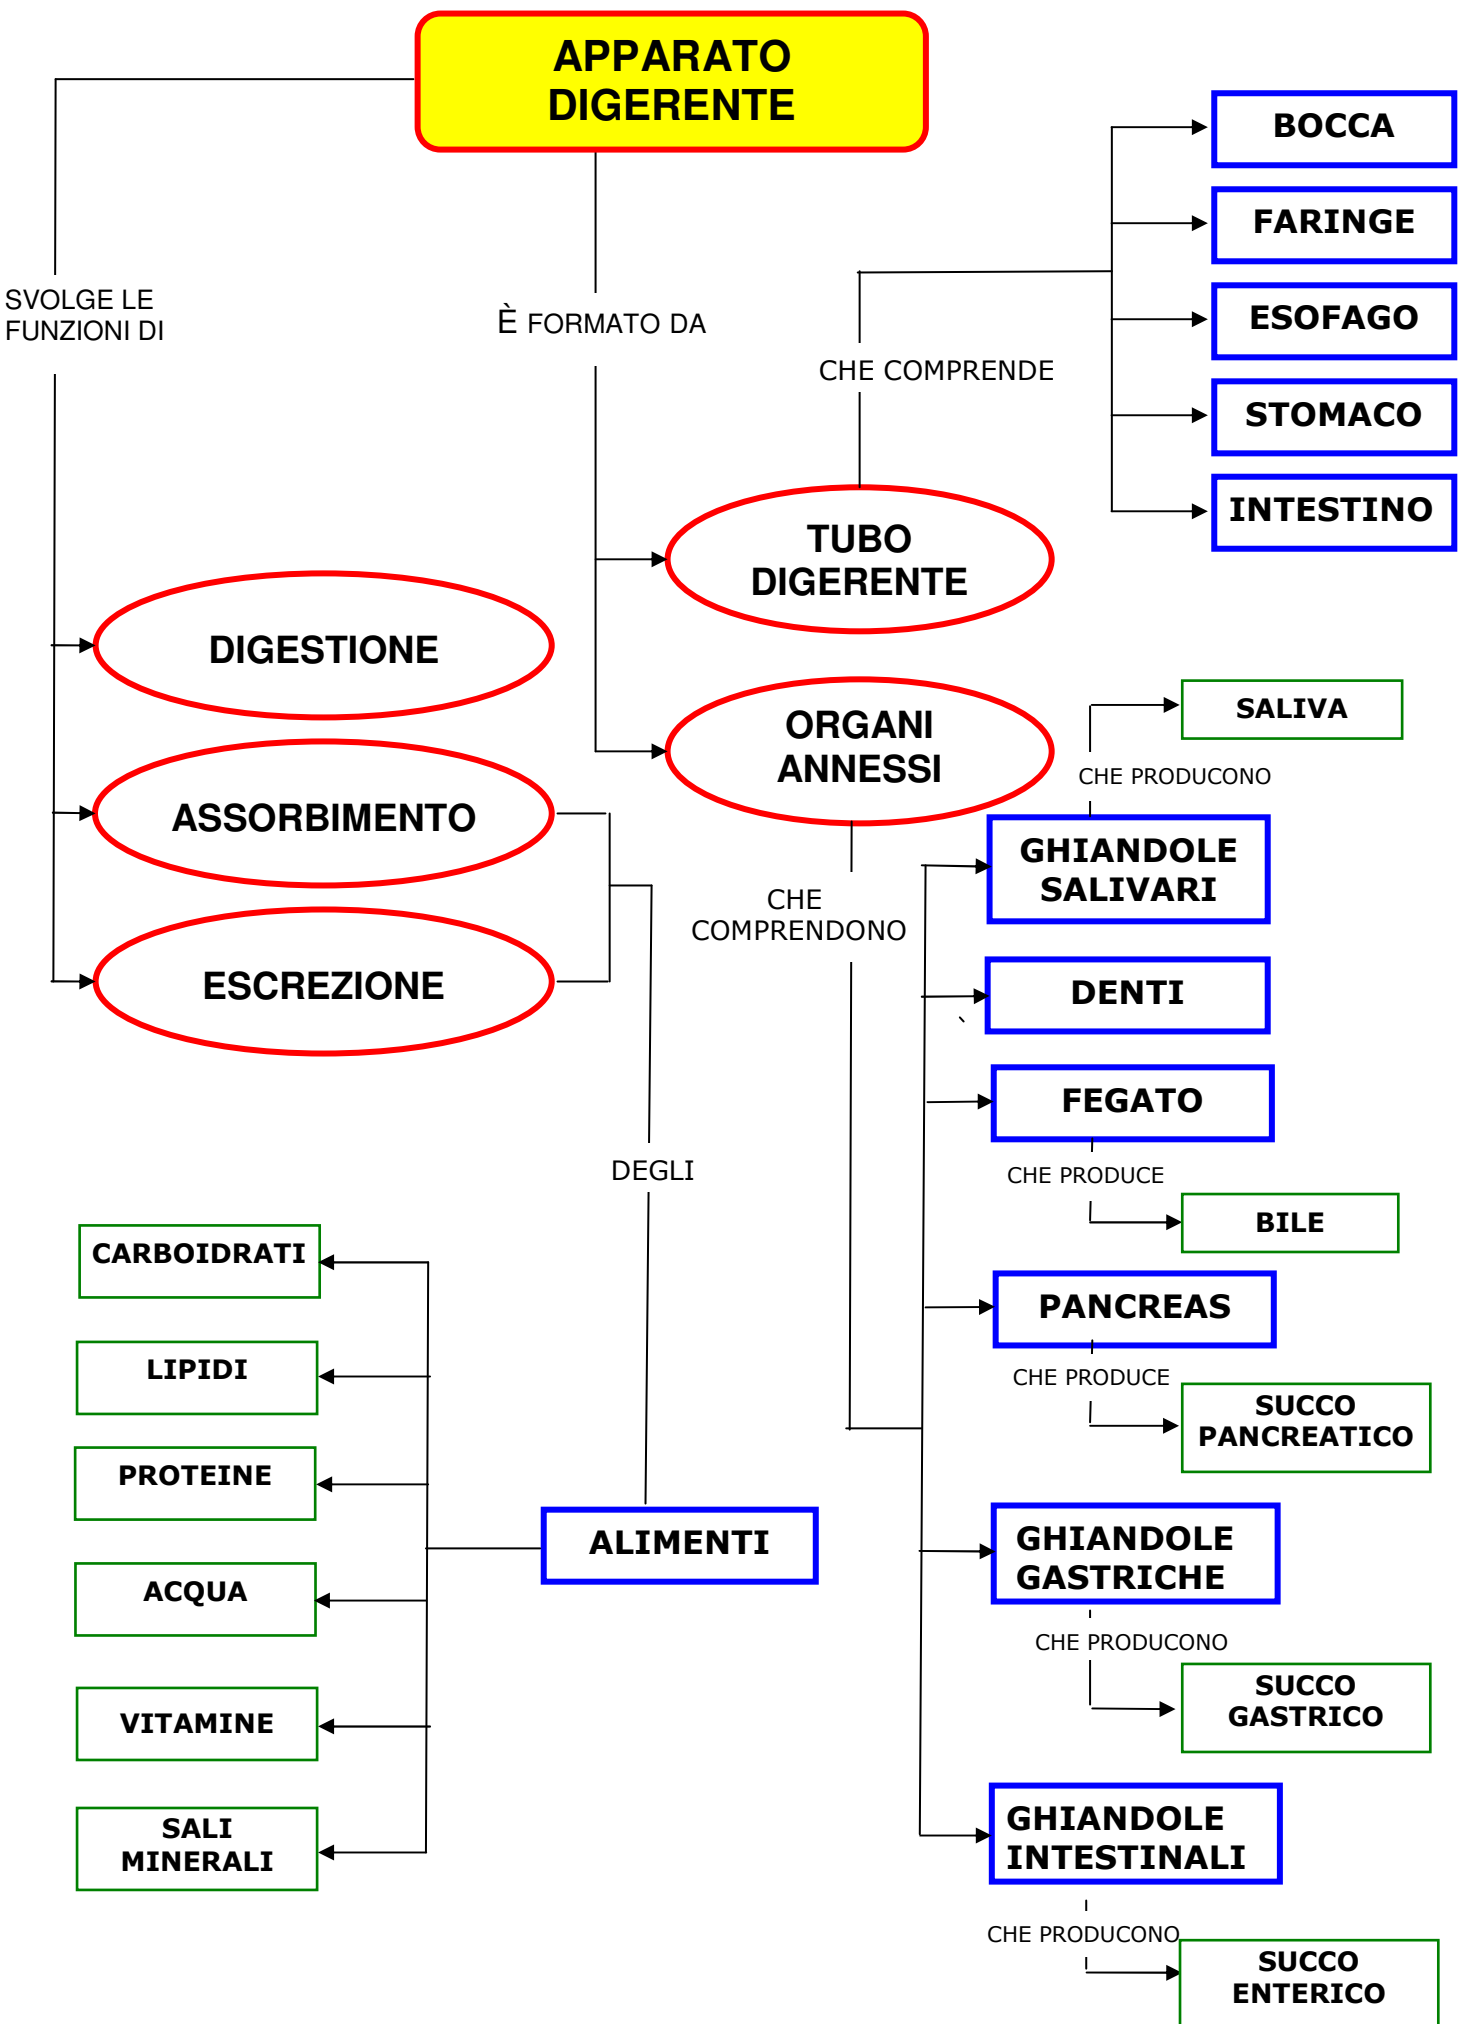 APPARATO
DIGERENTE
SVOLGE LE
FUNZIONI DI
È FORMATO DA
CHE COMPRENDE
BOCCA
FARINGE
ESOFAGO
STOMACO
INTESTINO
TUBO
DIGERENTE
DIGESTIONE
ASSORBIMENTO
ESCREZIONE
ORGANI
ANNESSI
SALIVA
CHE PRODUCONO
GHIANDOLE
SALIVARI
CHE
COMPRENDONO
DENTI
\`
FEGATO
CHE PRODUCE
BILE
DEGLI
PANCREAS
CHE PRODUCE
SUCCO
PANCREATICO
CARBOIDRATI
LIPIDI
PROTEINE
ACQUA
VITAMINE
SALI
MINERALI
ALIMENTI
GHIANDOLE
GASTRICHE
CHE PRODUCONO
SUCCO
GASTRICO
GHIANDOLE
INTESTINALI
CHE PRODUCONO
SUCCO
ENTERICO